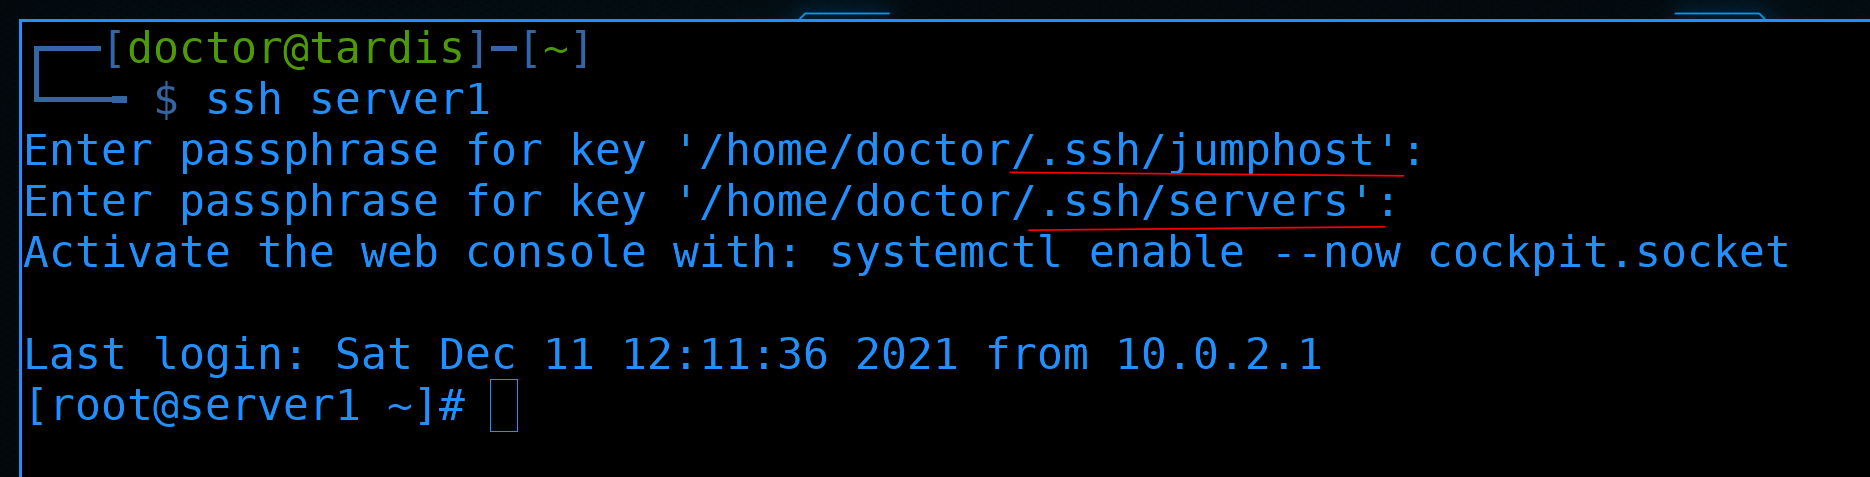 [doctor@tardis]-[~]
$ ssh server1
Enter passphrase for key '/home/doctor/.ssh/jumphost':
Enter passphrase for key '/home/doctor/.ssh/servers':
Activate the web console with: systemctl enable --now cockpit.socket
Last login: Sat Dec 11 12:11:36 2021 from 10.0.2.1
[root@server1 ~]#